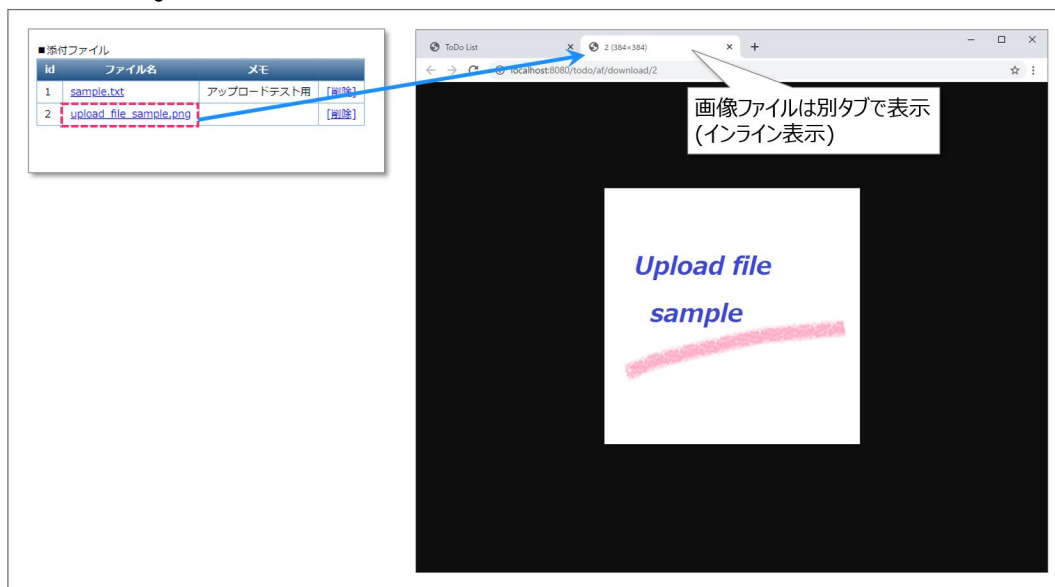 ■添付ファイル
id ファイル名 メモ
1 sample.txt アップロードテスト用 [削除]
2 upload_file_sample.png [削除]
ToDo List
2 (384×384)
localhost:8080/todo/af/download/2
画像ファイルは別タブで表示
(インライン表示)
Upload file
sample